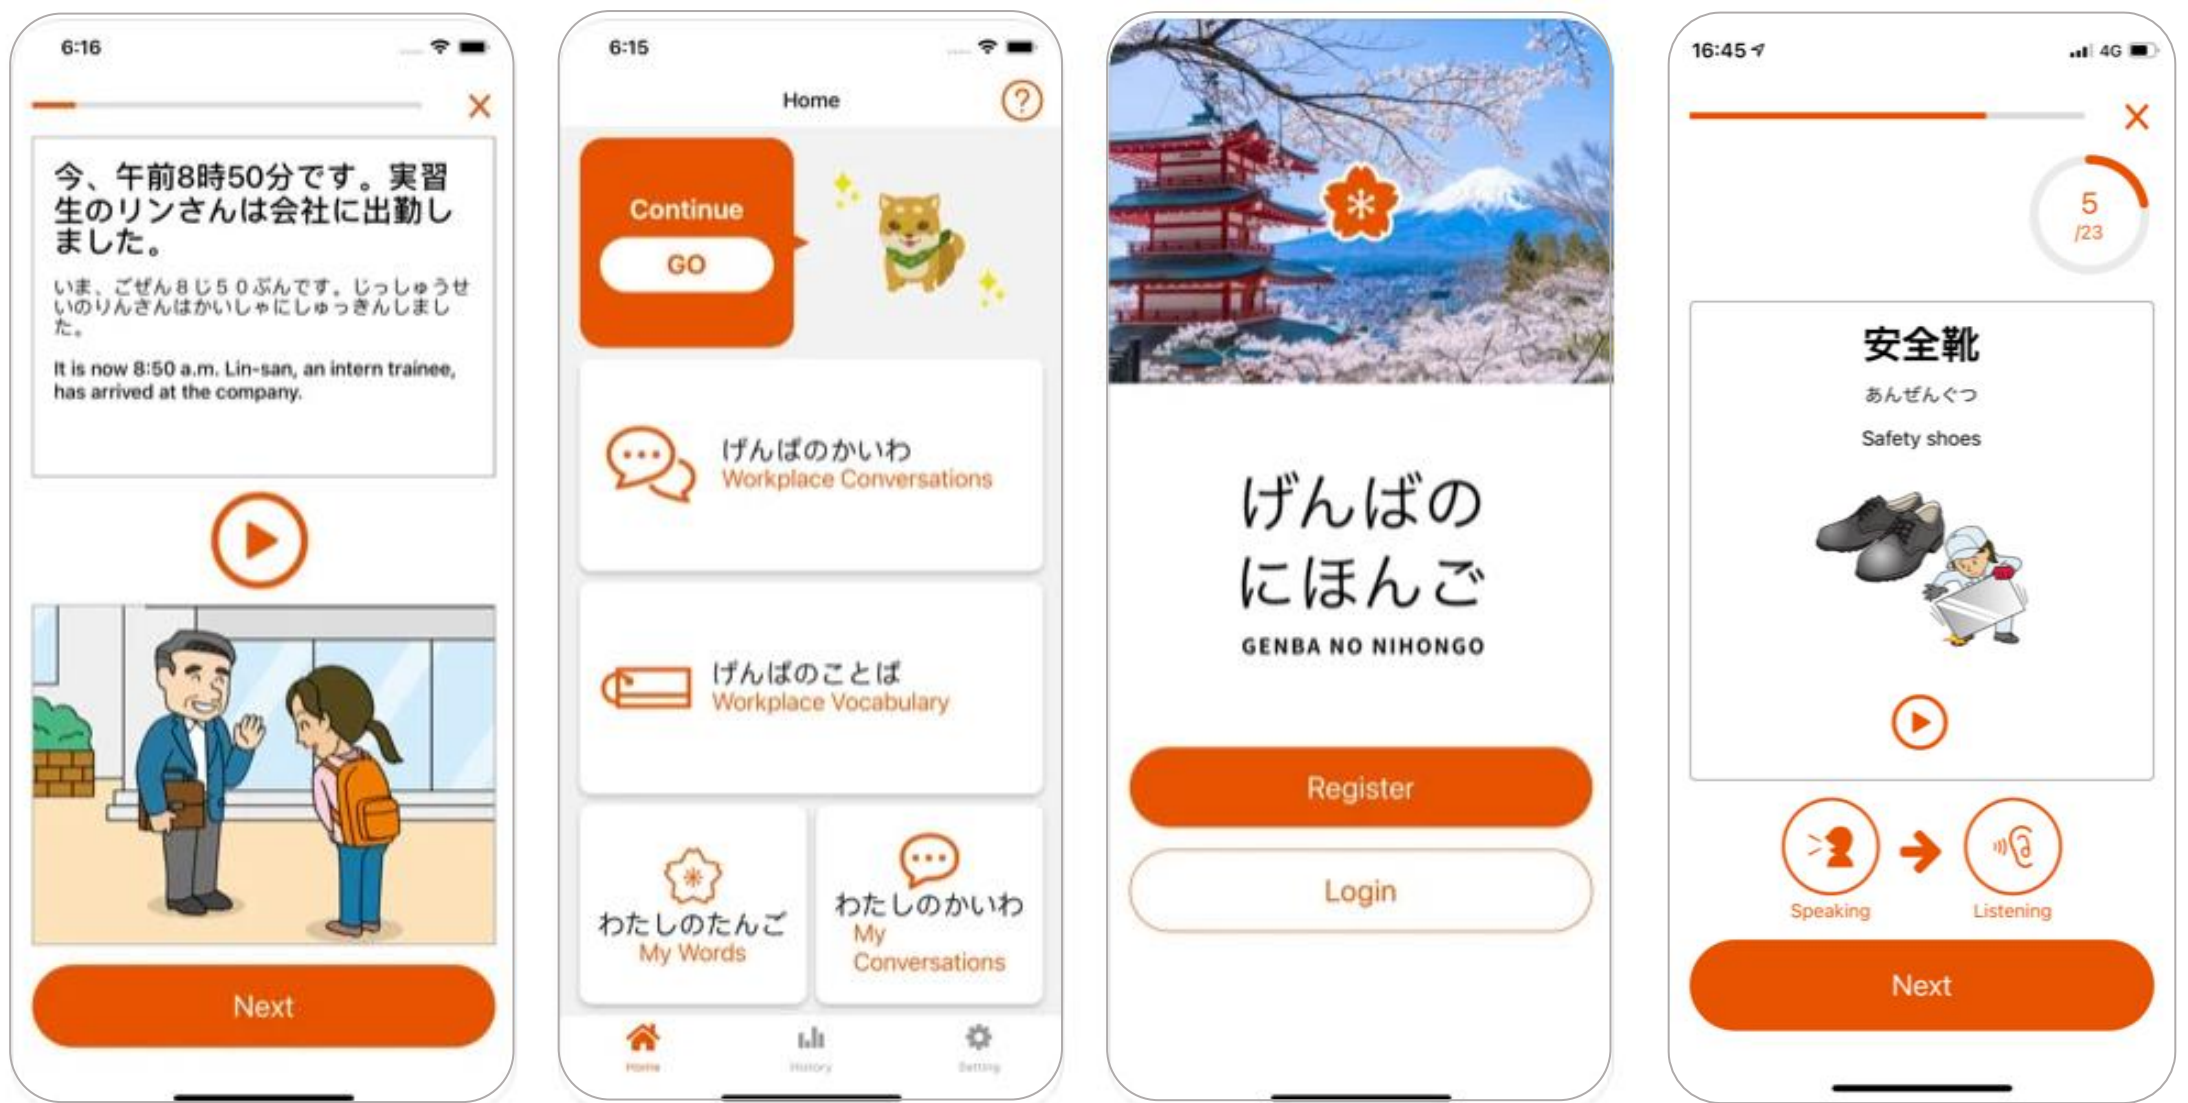 6:16
今、午前8時50分です。実習
生のリンさんは会社に出勤し
ました。
いま、ごぜん８じ５０ぷんです。じっしゅうせ
いのりんさんはかいしゃにしゅっきんしまし
た。
It is now 8:50 a.m. Lin-san, an intern trainee,
has arrived at the company.
Next
6:15
Home
?
Continue
GO
げんばのかいわ
Workplace Conversations
げんばのことば
Workplace Vocabulary
わたしのたんご
My Words
わたしのかいわ
My
Conversations
Home
History
Setting
げんばの
にほんご
GENBA NO NIHONGO
Register
Login
16:45
4G
5
/23
安全靴
あんぜんぐつ
Safety shoes
Speaking
Listening
Next